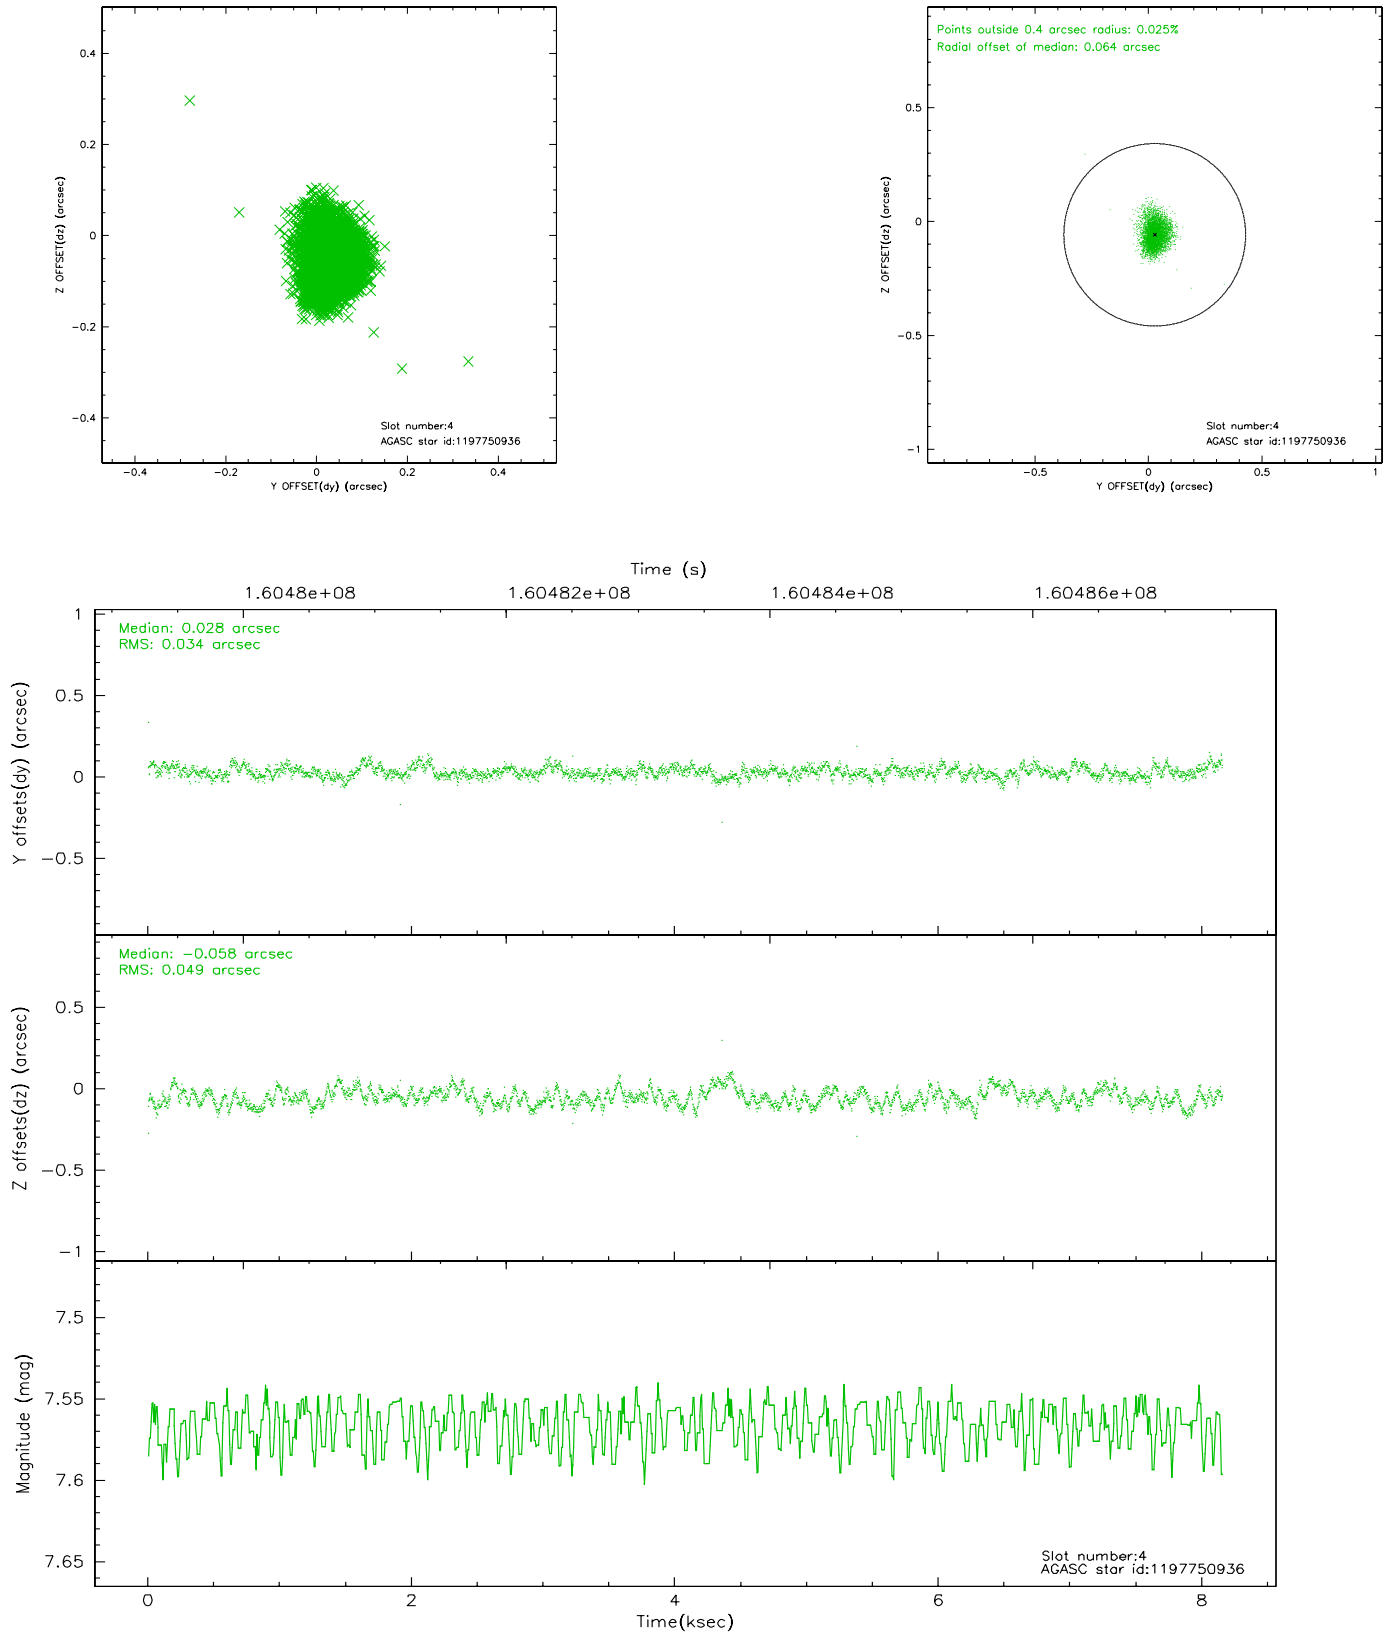 0.4
0.2
0
−0.2
−0.4
Z OFFSET(dz) (arcsec)
Slot number:4
AGASC star id:1197750936
−0.4 −0.2 0 0.2 0.4
Y OFFSET(dy) (arcsec)
Points outside 0.4 arcsec radius: 0.025%
Radial offset of median: 0.064 arcsec
0.5
0
−0.5
−1
Z OFFSET(dz) (arcsec)
Slot number:4
AGASC star id:1197750936
−0.5 0 0.5 1
Y OFFSET(dy) (arcsec)
Time (s)
1.6048e+08 1.60482e+08 1.60484e+08 1.60486e+08
Median: 0.028 arcsec
RMS: 0.034 arcsec
1
0.5
0
−0.5
Y offsets(dy) (arcsec)
Median: −0.058 arcsec
RMS: 0.049 arcsec
0.5
0
−0.5
−1
Z offsets(dz) (arcsec)
7.5
7.55
7.6
7.65
Magnitude (mag)
Slot number:4
AGASC star id:1197750936
0 2 4 6 8
Time(ksec)